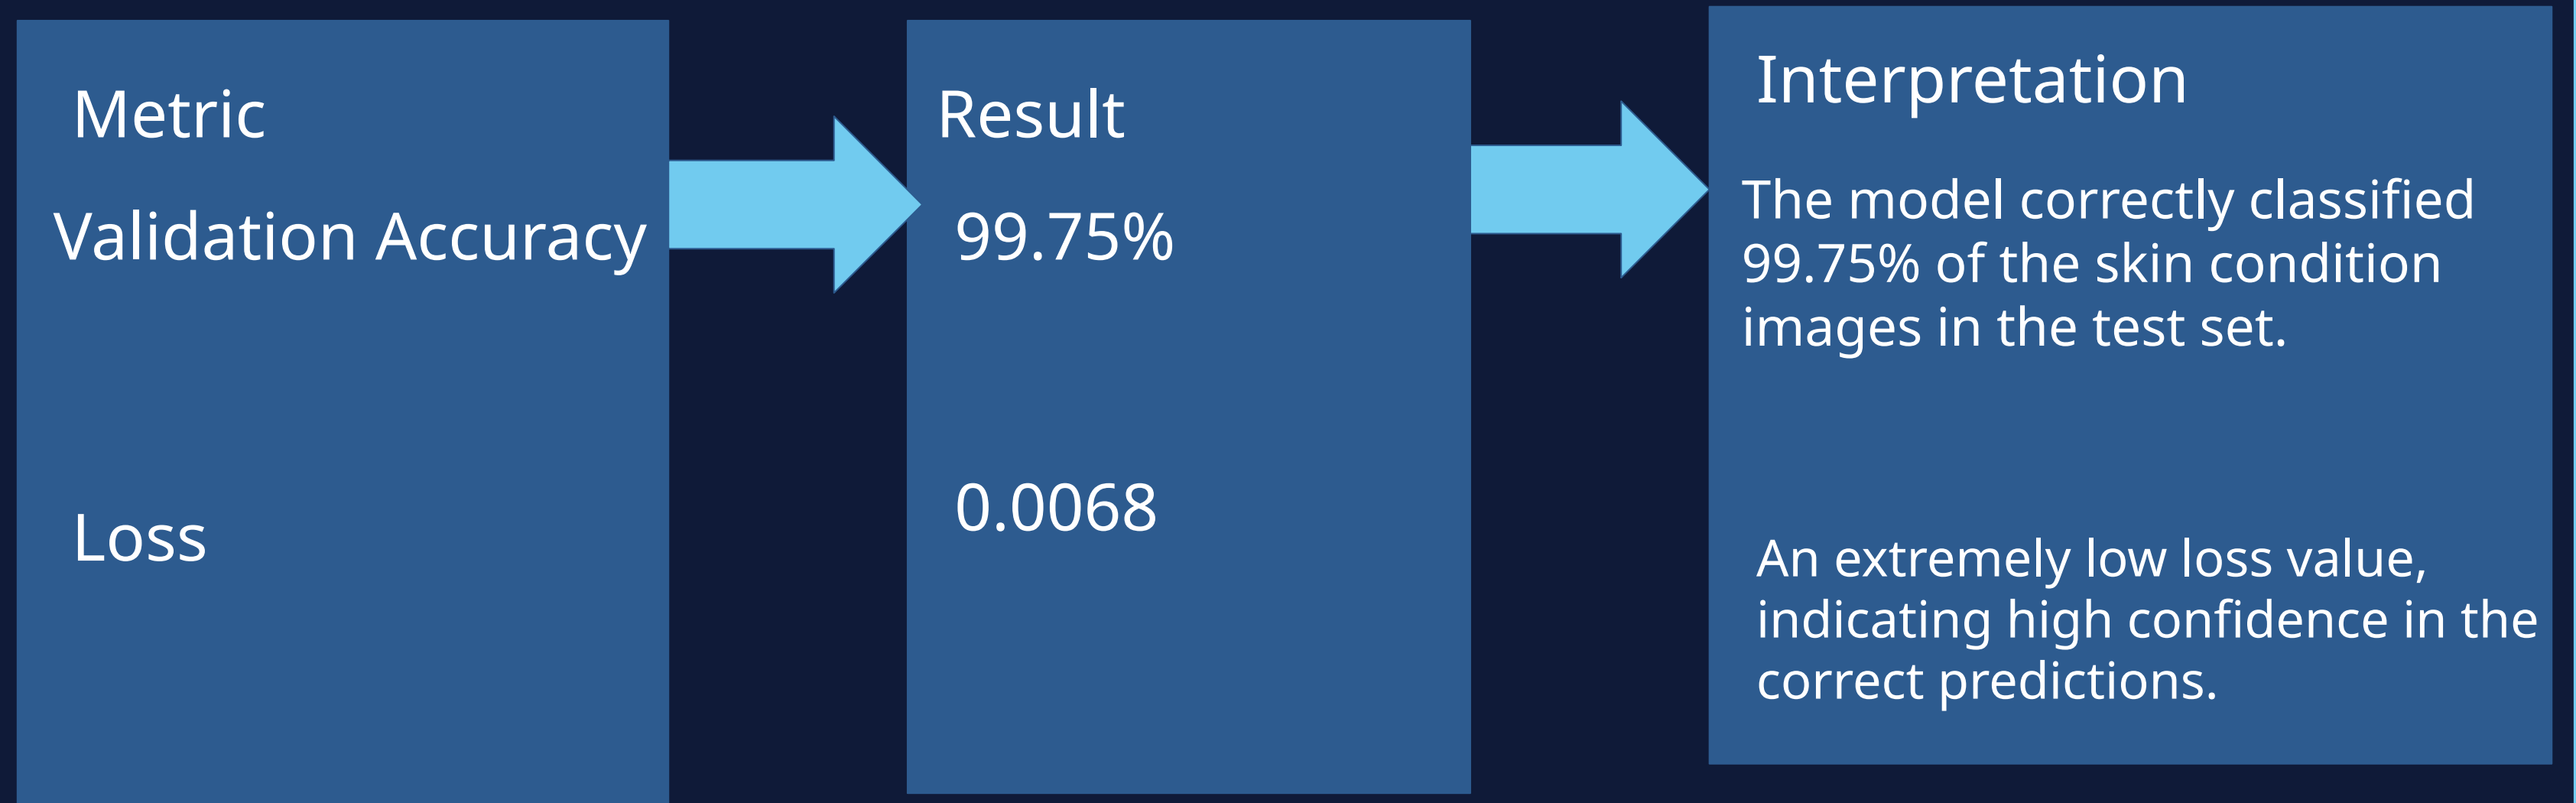 Metric
Validation Accuracy
Loss
Result
99.75%
0.0068
Interpretation
The model correctly classified
99.75% of the skin condition
images in the test set.
An extremely low loss value,
indicating high confidence in the
correct predictions.